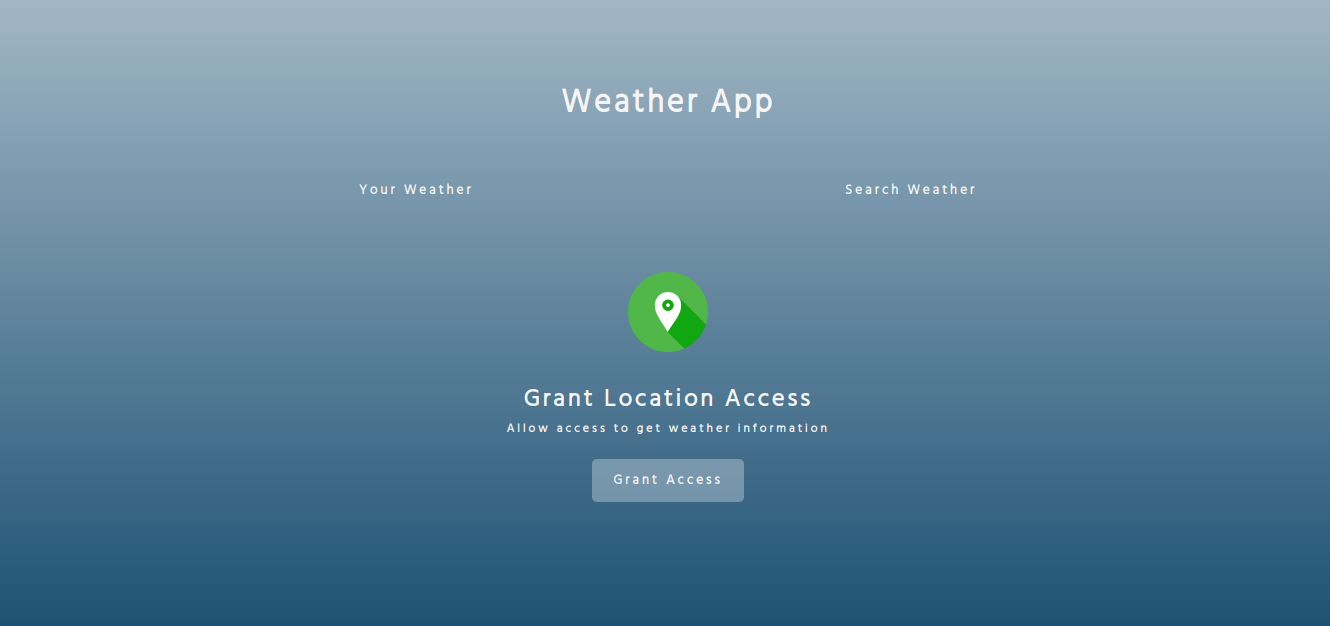 Weather App
Your Weather Search Weather
Grant Location Access
Allow access to get weather information
Grant Access